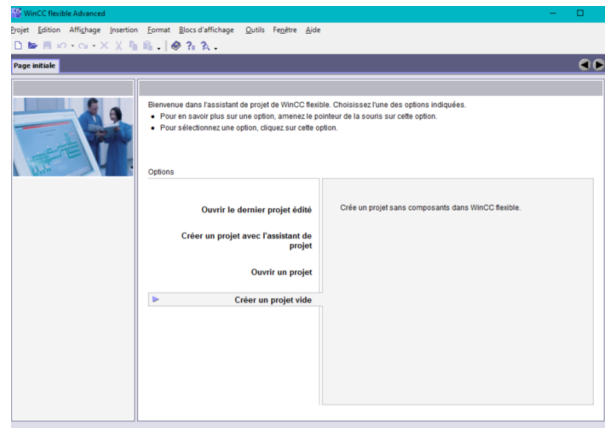 WinCC flexible Advanced
Projet Edition Affichage Insertion Format Blocs d'affichage Outils Fenêtre Aide
Page initiale
Bienvenue dans l'assistant de projet de WinCC flexible. Choisissez l'une des options indiquées.
• Pour en savoir plus sur une option, amenez le pointeur de la souris sur cette option.
• Pour sélectionnez une option, cliquez sur cette option.
Options
Ouvrir le dernier projet édité
Crée un projet sans composants dans WinCC flexible.
Créer un projet avec l'assistant de
projet
Ouvrir un projet
Créer un projet vide